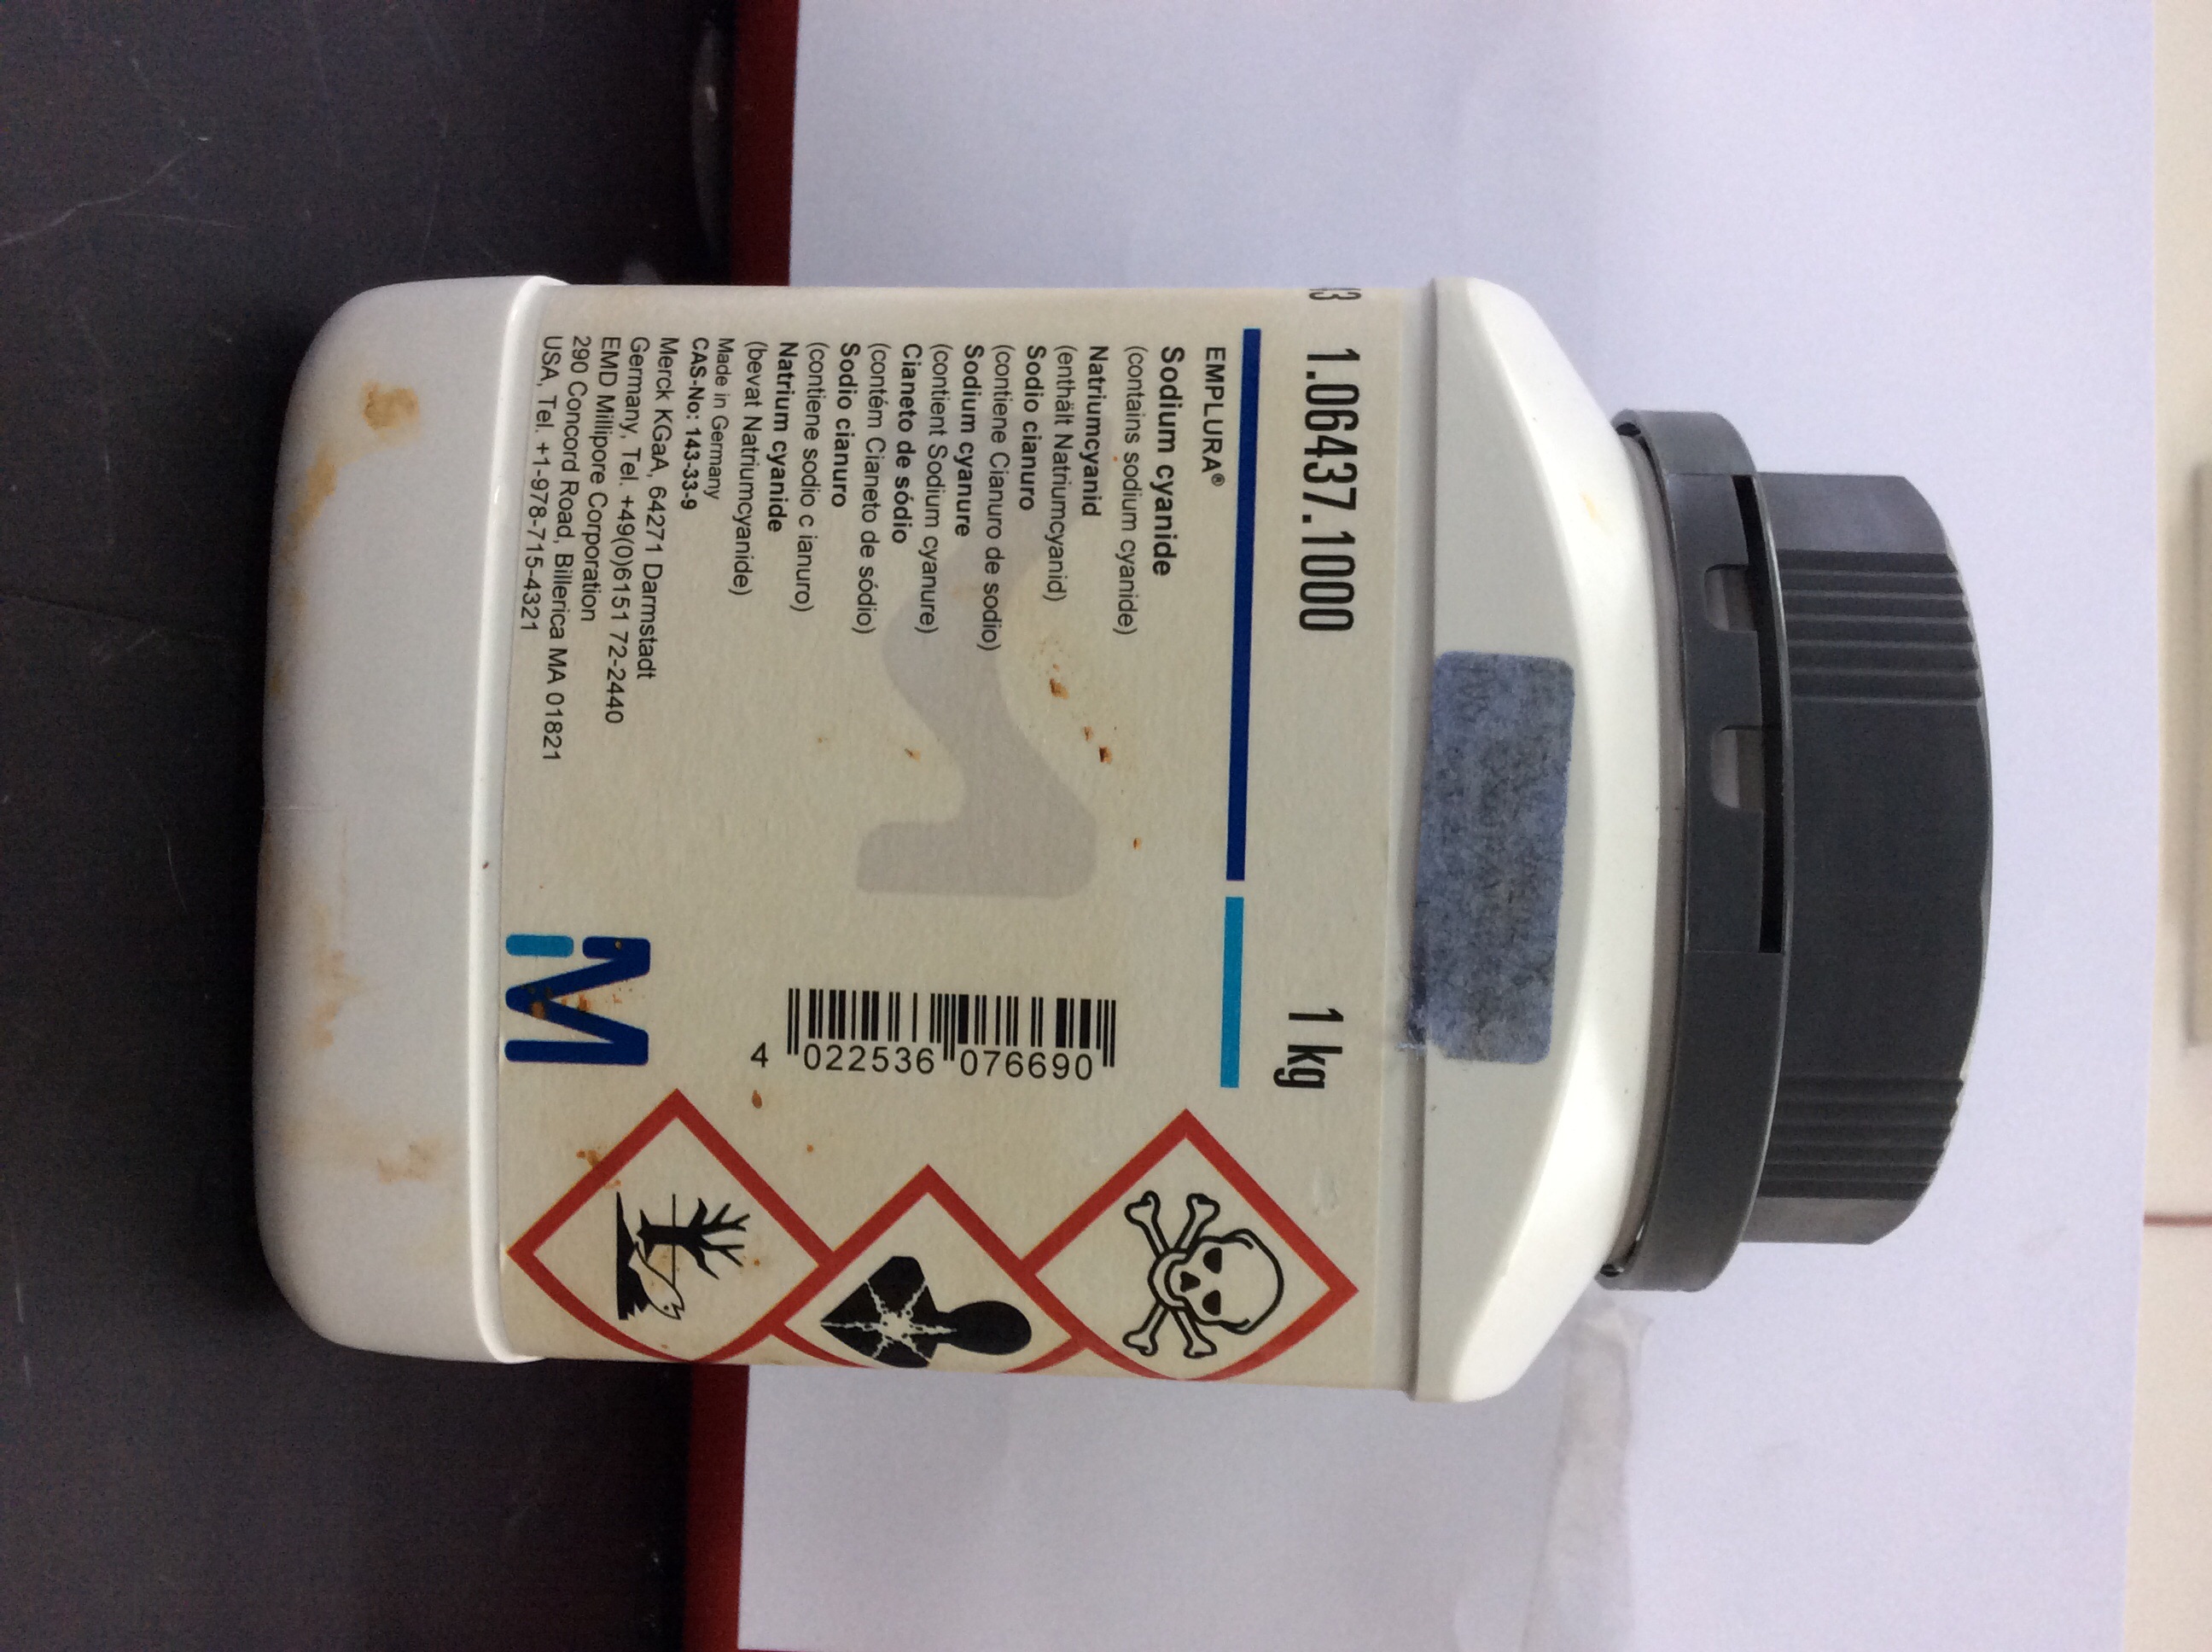 43 1.06437.1000 1 kg
EMPLURA®
Sodium cyanide
(contains sodium cyanide)
Natriumcyanid
(enthält Natriumcyanid)
Sodio cianuro
(contiene Cianuro de sodio)
Sodium cyanure
(contient Sodium cyanure)
Cianeto de sódio
(contém Cianeto de sódio)
Sodio cianuro
(contiene sodio c ianuro)
Natrium cyanide
(bevat Natriumcyanide)
Made in Germany
CAS-No: 143-33-9
Merck KGaA, 64271 Darmstadt
Germany, Tel. +49(0)6151 72-2440
EMD Millipore Corporation
290 Concord Road, Billerica MA 01821
USA, Tel. +1-978-715-4321
4 022536 076690
M